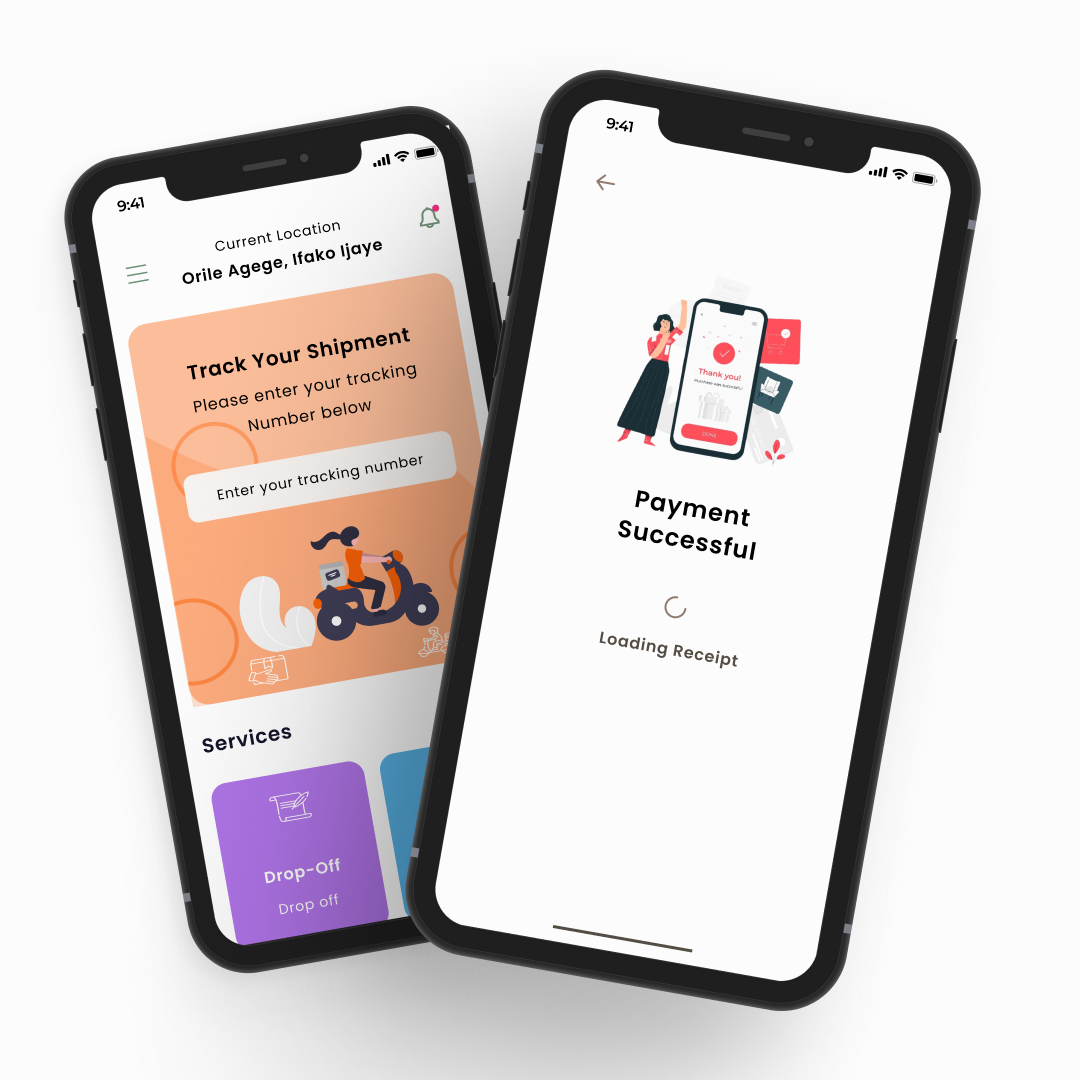 9:41
Current Location
Orile Agege, Ifako Ijaye
Track Your Shipment
Please enter your tracking
Number below
Enter your tracking number
Services
Drop-Off
Drop off
9:41
Thank you!
Purchase was successful
DONE
Payment
Successful
Loading Receipt